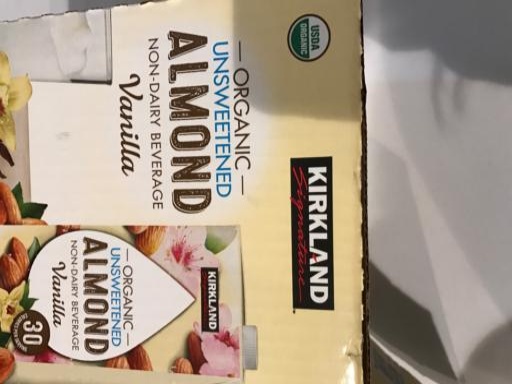 USDA
ORGANIC
KIRKLAND
Signature
ORGANIC
UNSWEETENED
ALMOND
NON-DAIRY BEVERAGE
Vanilla
KIRKLAND
ORGANIC
UNSWEETENED
ALMOND
NON-DAIRY BEVERAGE
Vanilla
30